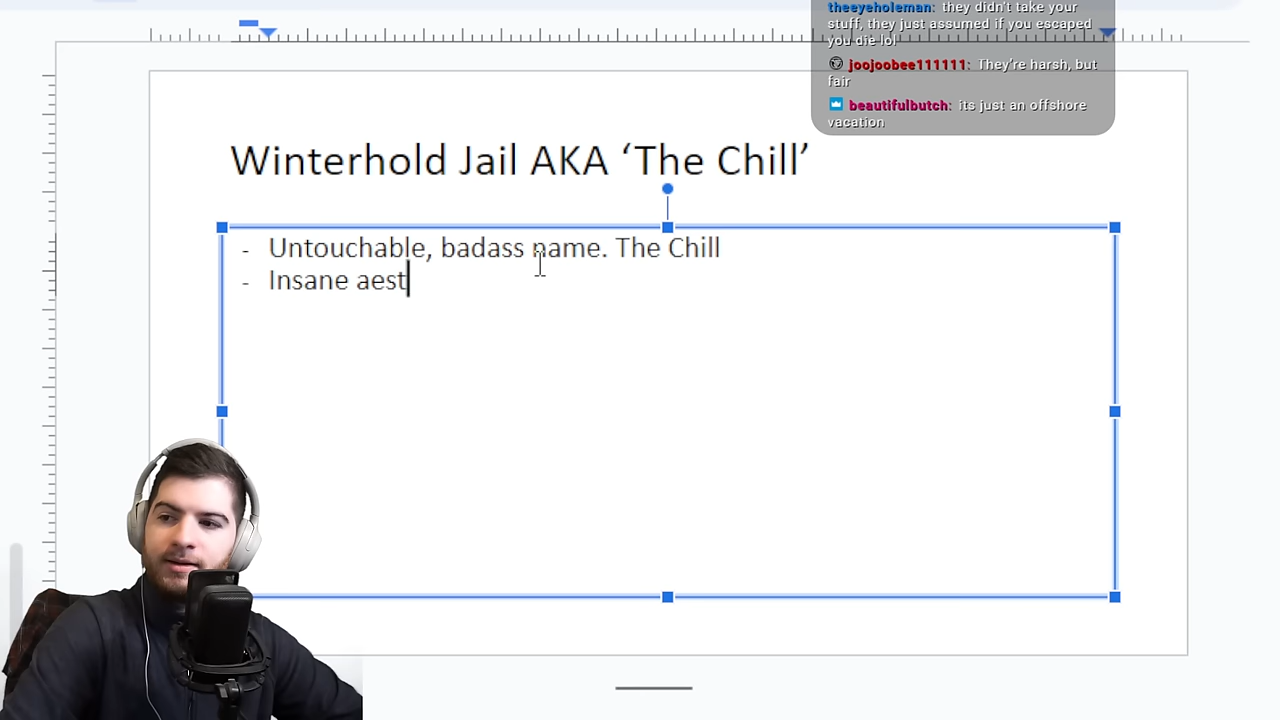 theeyeholeman: they didn't take your
stuff, they just assumed if you escaped
you die lol
joojoobee111111: They're harsh, but
fair
beautifulbutch: its just an offshore
vacation
Winterhold Jail AKA ‘The Chill’
- Untouchable, badass name. The Chill
- Insane aest